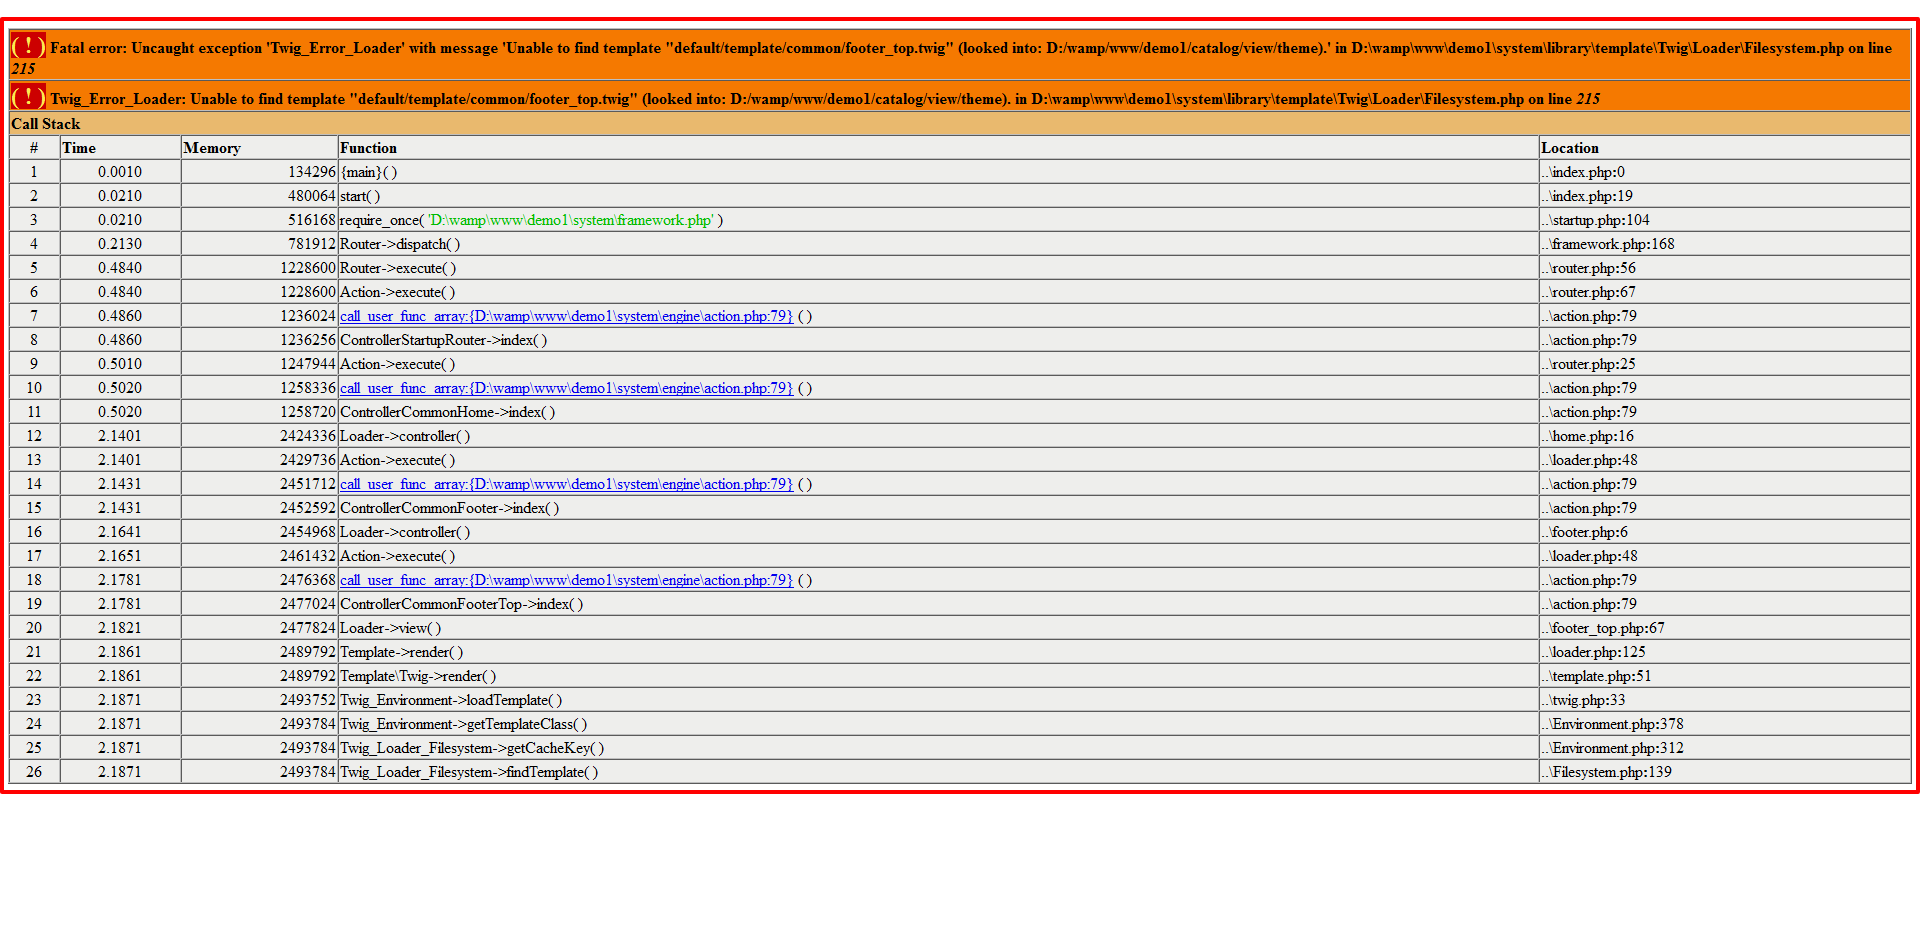 ( ! ) Fatal error: Uncaught exception 'Twig_Error_Loader' with message 'Unable to find template "default/template/common/footer_top.twig" (looked into: D:/wamp/www/demo1/catalog/view/theme).' in D:\wamp\www\demo1\system\library\template\Twig\Loader\Filesystem.php on line
215
( ! ) Twig_Error_Loader: Unable to find template "default/template/common/footer_top.twig" (looked into: D:/wamp/www/demo1/catalog/view/theme). in D:\wamp\www\demo1\system\library\template\Twig\Loader\Filesystem.php on line 215
Call Stack
# Time Memory Function Location
1 0.0010 134296 {main}( ) ..\index.php:0
2 0.0210 480064 start( ) ..\index.php:19
3 0.0210 516168 require_once( 'D:\wamp\www\demo1\system\framework.php' ) ..\startup.php:104
4 0.2130 781912 Router->dispatch( ) ..\framework.php:168
5 0.4840 1228600 Router->execute( ) ..\router.php:56
6 0.4840 1228600 Action->execute( ) ..\router.php:67
7 0.4860 1236024 call_user_func_array:{D:\wamp\www\demo1\system\engine\action.php:79} ( ) ..\action.php:79
8 0.4860 1236256 ControllerStartupRouter->index( ) ..\action.php:79
9 0.5010 1247944 Action->execute( ) ..\router.php:25
10 0.5020 1258336 call_user_func_array:{D:\wamp\www\demo1\system\engine\action.php:79} ( ) ..\action.php:79
11 0.5020 1258720 ControllerCommonHome->index( ) ..\action.php:79
12 2.1401 2424336 Loader->controller( ) ..\home.php:16
13 2.1401 2429736 Action->execute( ) ..\loader.php:48
14 2.1431 2451712 call_user_func_array:{D:\wamp\www\demo1\system\engine\action.php:79} ( ) ..\action.php:79
15 2.1431 2452592 ControllerCommonFooter->index( ) ..\action.php:79
16 2.1641 2454968 Loader->controller( ) ..\footer.php:6
17 2.1651 2461432 Action->execute( ) ..\loader.php:48
18 2.1781 2476368 call_user_func_array:{D:\wamp\www\demo1\system\engine\action.php:79} ( ) ..\action.php:79
19 2.1781 2477024 ControllerCommonFooterTop->index( ) ..\action.php:79
20 2.1821 2477824 Loader->view( ) ..\footer_top.php:67
21 2.1861 2489792 Template->render( ) ..\loader.php:125
22 2.1861 2489792 Template\Twig->render( ) ..\template.php:51
23 2.1871 2493752 Twig_Environment->loadTemplate( ) ..\twig.php:33
24 2.1871 2493784 Twig_Environment->getTemplateClass( ) ..\Environment.php:378
25 2.1871 2493784 Twig_Loader_Filesystem->getCacheKey( ) ..\Environment.php:312
26 2.1871 2493784 Twig_Loader_Filesystem->findTemplate( ) ..\Filesystem.php:139